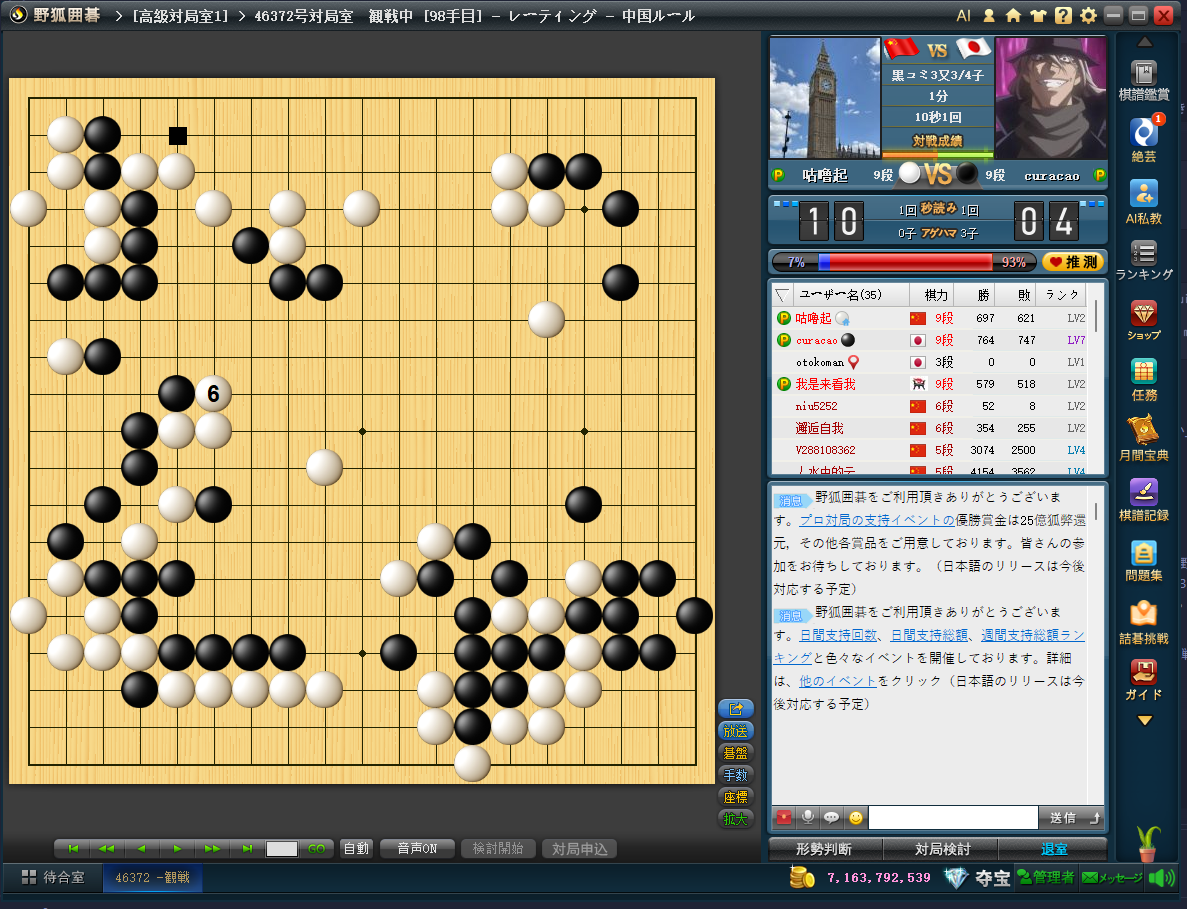 野狐囲碁 > [高級対局室1] > 46372号対局室 観戦中 [98手目] - レーティング - 中国ルール
AI
?
VS
黒コミ3又3/4子
1分
10秒1回
対戦成績
P 咕噜起 9段 VS 9段 curacao P
10 1回 秒読み 1回 04
0子 アゲハマ 3子
7% 93% 推測
ユーザー名(35) 棋力 勝 敗 ランク
P 咕噜起 9段 697 621 LV2
P curacao 9段 764 747 LV7
otokoman 3段 0 0 LV1
P 我是来看我 9段 579 518 LV2
niu5252 6段 52 8 LV2
邂逅自我 6段 354 255 LV2
V288108362 5段 3074 2500 LV4
5段 4154 3562 LV4
消息 野狐囲碁をご利用頂きありがとうございま
す。プロ対局の支持イベントの優勝賞金は25億狐弊還
元, その他各賞品をご用意しております。皆さんの参
加をお待ちしております。（日本語のリリースは今後
対応する予定）
消息 野狐囲碁をご利用頂きありがとうございま
す。日間支持回数、日間支持総額、週間支持総額ラン
キングと色々なイベントを開催しております。詳細
は、他のイベントをクリック（日本語のリリースは今
後対応する予定）
送信
形勢判断 対局検討 退室
棋譜鑑賞
1
絶芸
AI私教
ランキング
ショップ
任務
月間宝典
棋譜記録
問題集
詰碁挑戦
ガイド
6
放送
碁盤
手数
座標
拡大
GO 自動 音声ON 検討開始 対局申込
待合室 46372 -観戦
7,163,792,539 夺宝 管理者 メッセージ